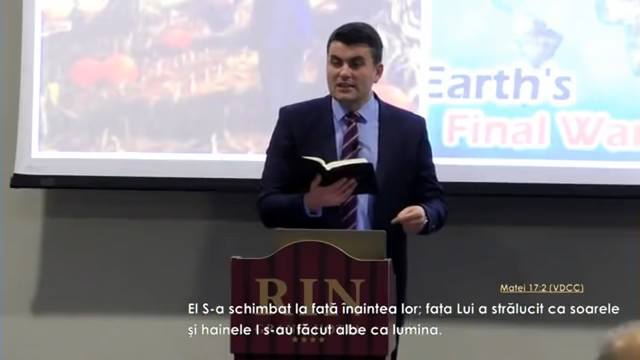 Earth's
Final Wa
RIN
Matei 17:2 (VDCC)
El S-a schimbat la față înaintea lor; fața Lui a strălucit ca soarele
și hainele I s-au făcut albe ca lumina.